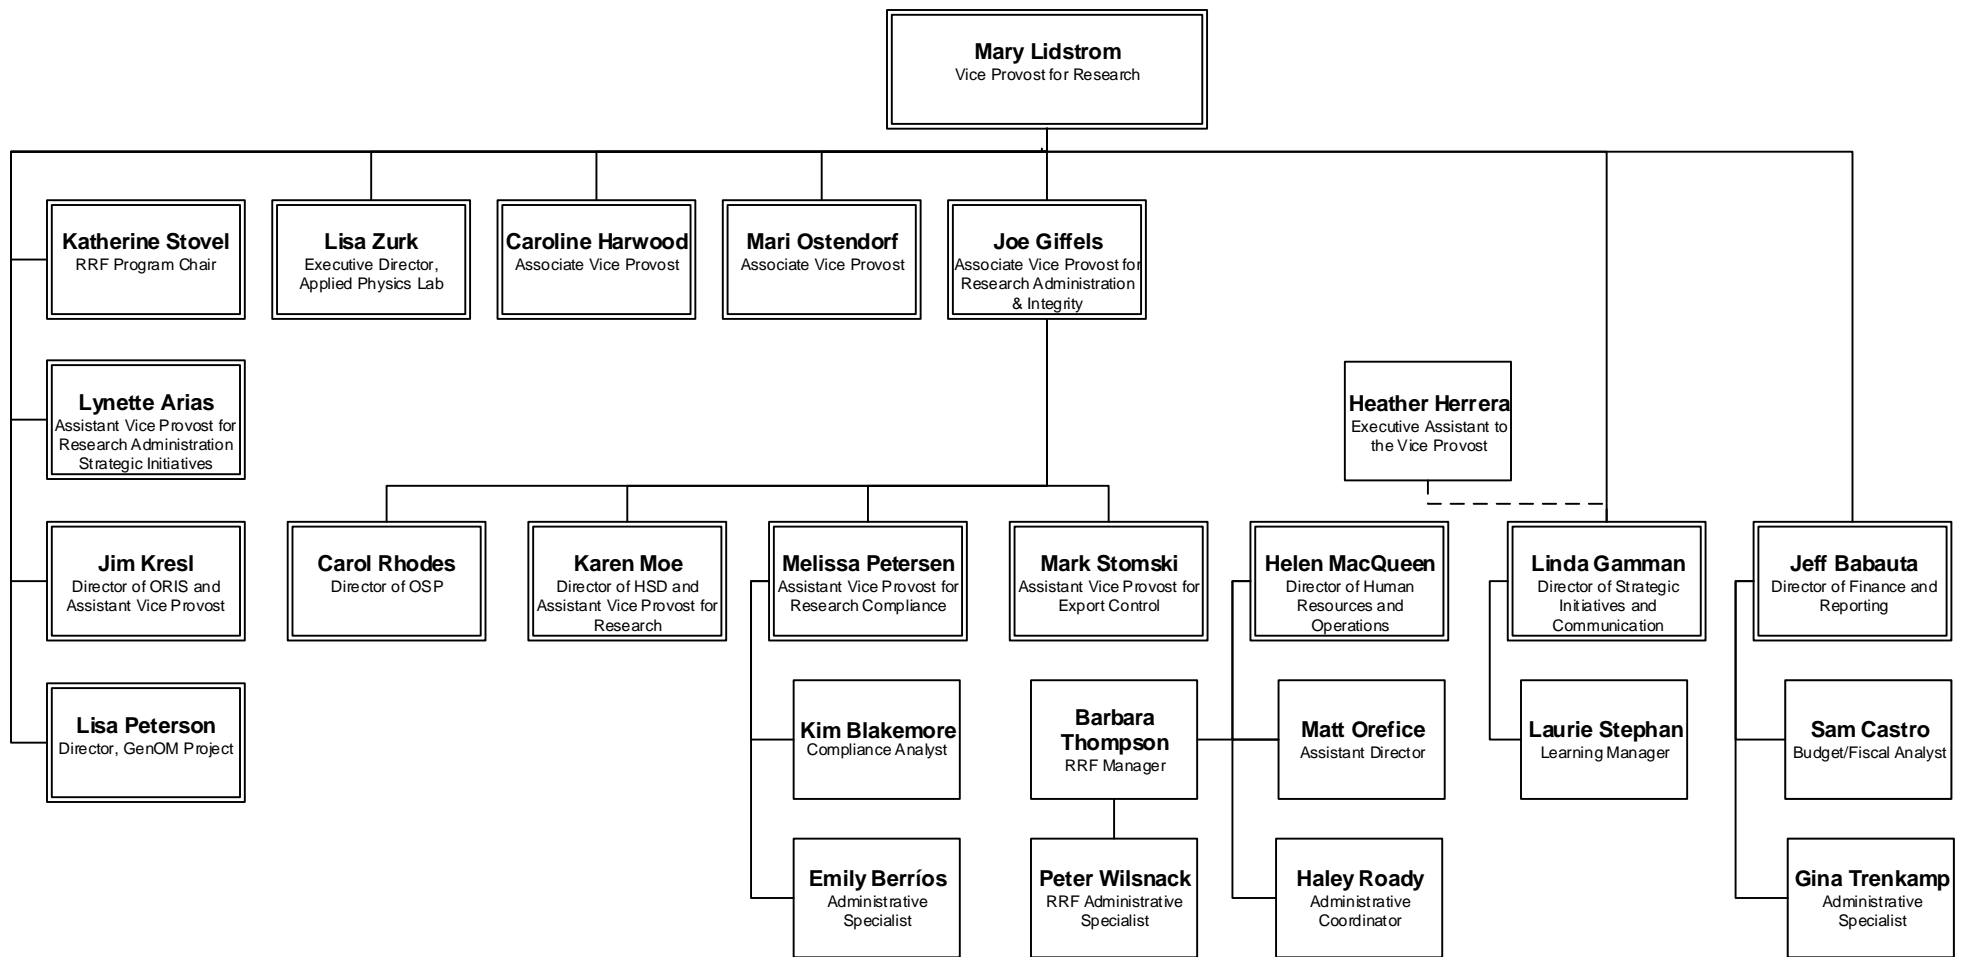 Mary Lidstrom
Vice Provost for Research
Katherine Stovel
RRF Program Chair
Lisa Zurk
Executive Director,
Applied Physics Lab
Caroline Harwood
Associate Vice Provost
Mari Ostendorf
Associate Vice Provost
Joe Giffels
Associate Vice Provost for
Research Administration
& Integrity
Lynette Arias
Assistant Vice Provost for
Research Administration
Strategic Initiatives
Heather Herrera
Executive Assistant to
the Vice Provost
Jim Kresl
Director of ORIS and
Assistant Vice Provost
Carol Rhodes
Director of OSP
Karen Moe
Director of HSD and
Assistant Vice Provost for
Research
Melissa Petersen
Assistant Vice Provost for
Research Compliance
Mark Stomski
Assistant Vice Provost for
Export Control
Helen MacQueen
Director of Human
Resources and
Operations
Linda Gamman
Director of Strategic
Initiatives and
Communication
Jeff Babauta
Director of Finance and
Reporting
Lisa Peterson
Director, GenOM Project
Kim Blakemore
Compliance Analyst
Barbara
Thompson
RRF Manager
Matt Orefice
Assistant Director
Laurie Stephan
Learning Manager
Sam Castro
Budget/Fiscal Analyst
Emily Berríos
Administrative
Specialist
Peter Wilsnack
RRF Administrative
Specialist
Haley Roady
Administrative
Coordinator
Gina Trenkamp
Administrative
Specialist